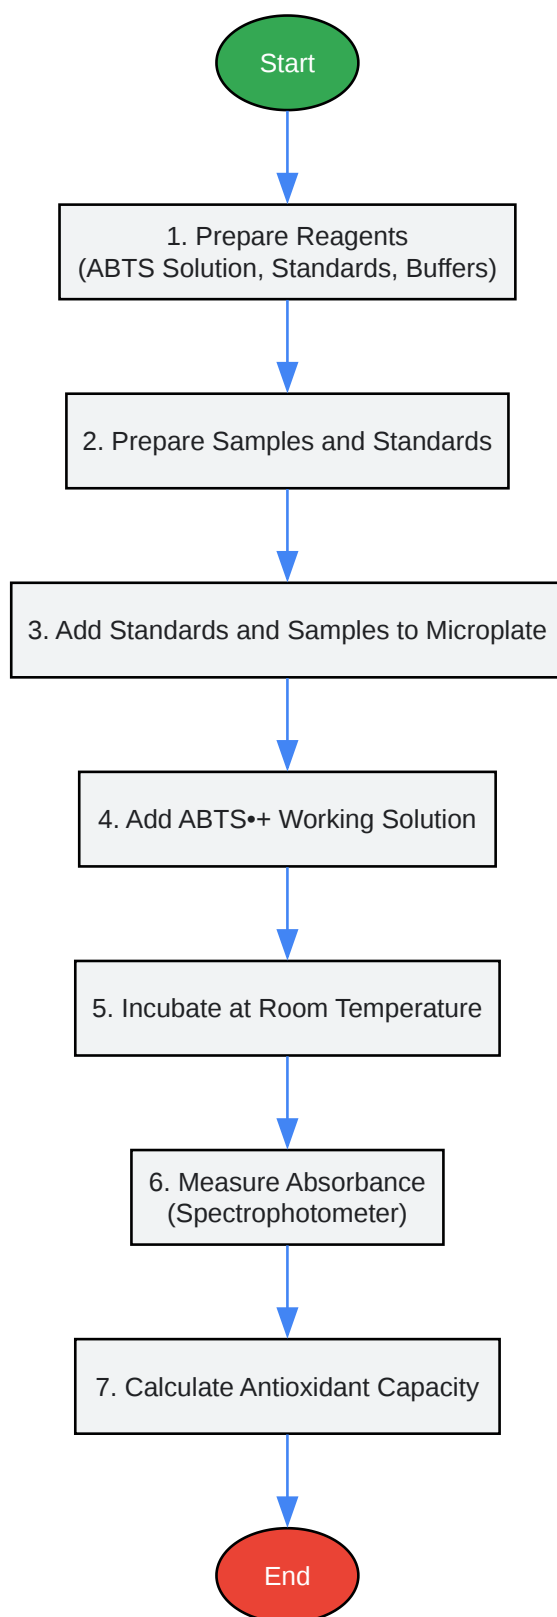 Start
1. Prepare Reagents
(ABTS Solution, Standards, Buffers)
2. Prepare Samples and Standards
3. Add Standards and Samples to Microplate
4. Add ABTS•+ Working Solution
5. Incubate at Room Temperature
6. Measure Absorbance
(Spectrophotometer)
7. Calculate Antioxidant Capacity
End